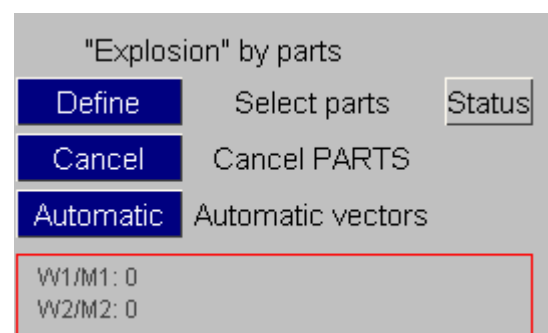 "Explosion" by parts
Define Select parts Status
Cancel Cancel PARTS
Automatic Automatic vectors
W1/M1: 0
W2/M2: 0